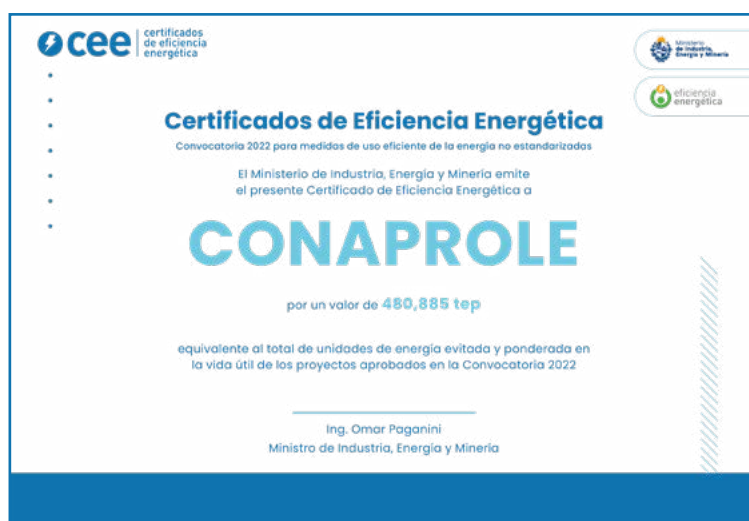 cee
certificados
de eficiencia
energética
Ministerio
de Industria,
Energía y Minería
eficiencia
energética
Certificados de Eficiencia Energética
Convocatoria 2022 para medidas de uso eficiente de la energía no estandarizadas
El Ministerio de Industria, Energía y Minería emite
el presente Certificado de Eficiencia Energética a
CONAPROLE
por un valor de 480,885 tep
equivalente al total de unidades de energía evitada y ponderada en
la vida útil de los proyectos aprobados en la Convocatoria 2022
Ing. Omar Paganini
Ministro de Industria, Energía y Minería